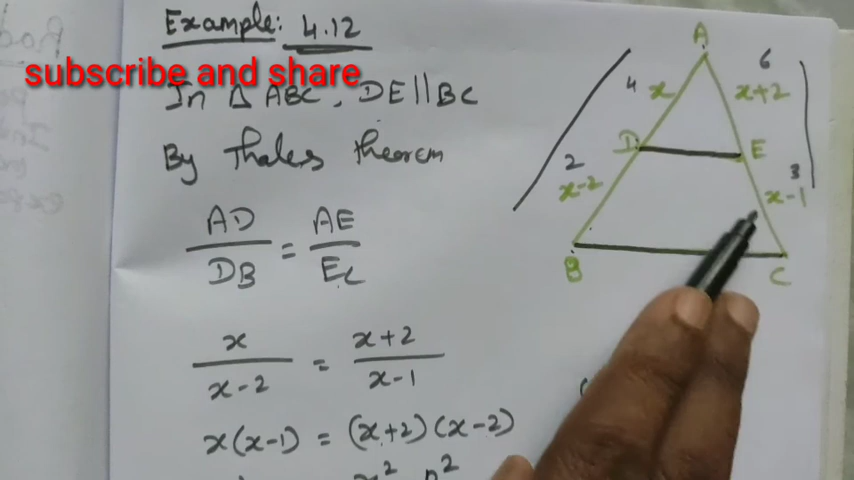 Example: 4.12
subscribe and share
In Δ ABC, DE||BC
By Thales theorem
AD/DB = AE/EC
x/x-2 = x+2/x-1
x(x-1) = (x+2)(x-2)
A
4 x
6 x+2
D
E
2 x-2
3 x-1
B
C